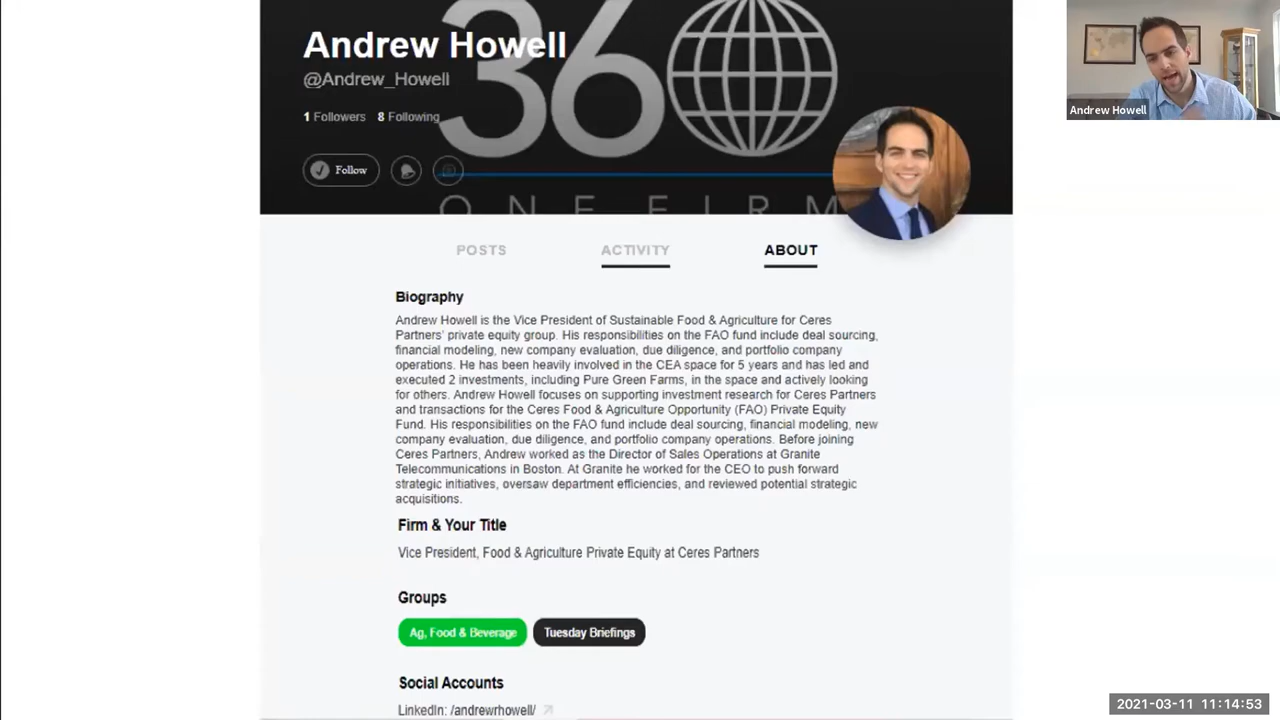 360
Andrew Howell
@Andrew_Howell
1 Followers 8 Following
Follow
ONE FIRM
Andrew Howell
POSTS ACTIVITY ABOUT
Biography
Andrew Howell is the Vice President of Sustainable Food & Agriculture for Ceres
Partners' private equity group. His responsibilities on the FAO fund include deal sourcing,
financial modeling, new company evaluation, due diligence, and portfolio company
operations. He has been heavily involved in the CEA space for 5 years and has led and
executed 2 investments, including Pure Green Farms, in the space and actively looking
for others. Andrew Howell focuses on supporting investment research for Ceres Partners
and transactions for the Ceres Food & Agriculture Opportunity (FAO) Private Equity
Fund. His responsibilities on the FAO fund include deal sourcing, financial modeling, new
company evaluation, due diligence, and portfolio company operations. Before joining
Ceres Partners, Andrew worked as the Director of Sales Operations at Granite
Telecommunications in Boston. At Granite he worked for the CEO to push forward
strategic initiatives, oversaw department efficiencies, and reviewed potential strategic
acquisitions.
Firm & Your Title
Vice President, Food & Agriculture Private Equity at Ceres Partners
Groups
Ag, Food & Beverage Tuesday Briefings
Social Accounts
LinkedIn: /andrewrhowell/
2021-03-11 11:14:53